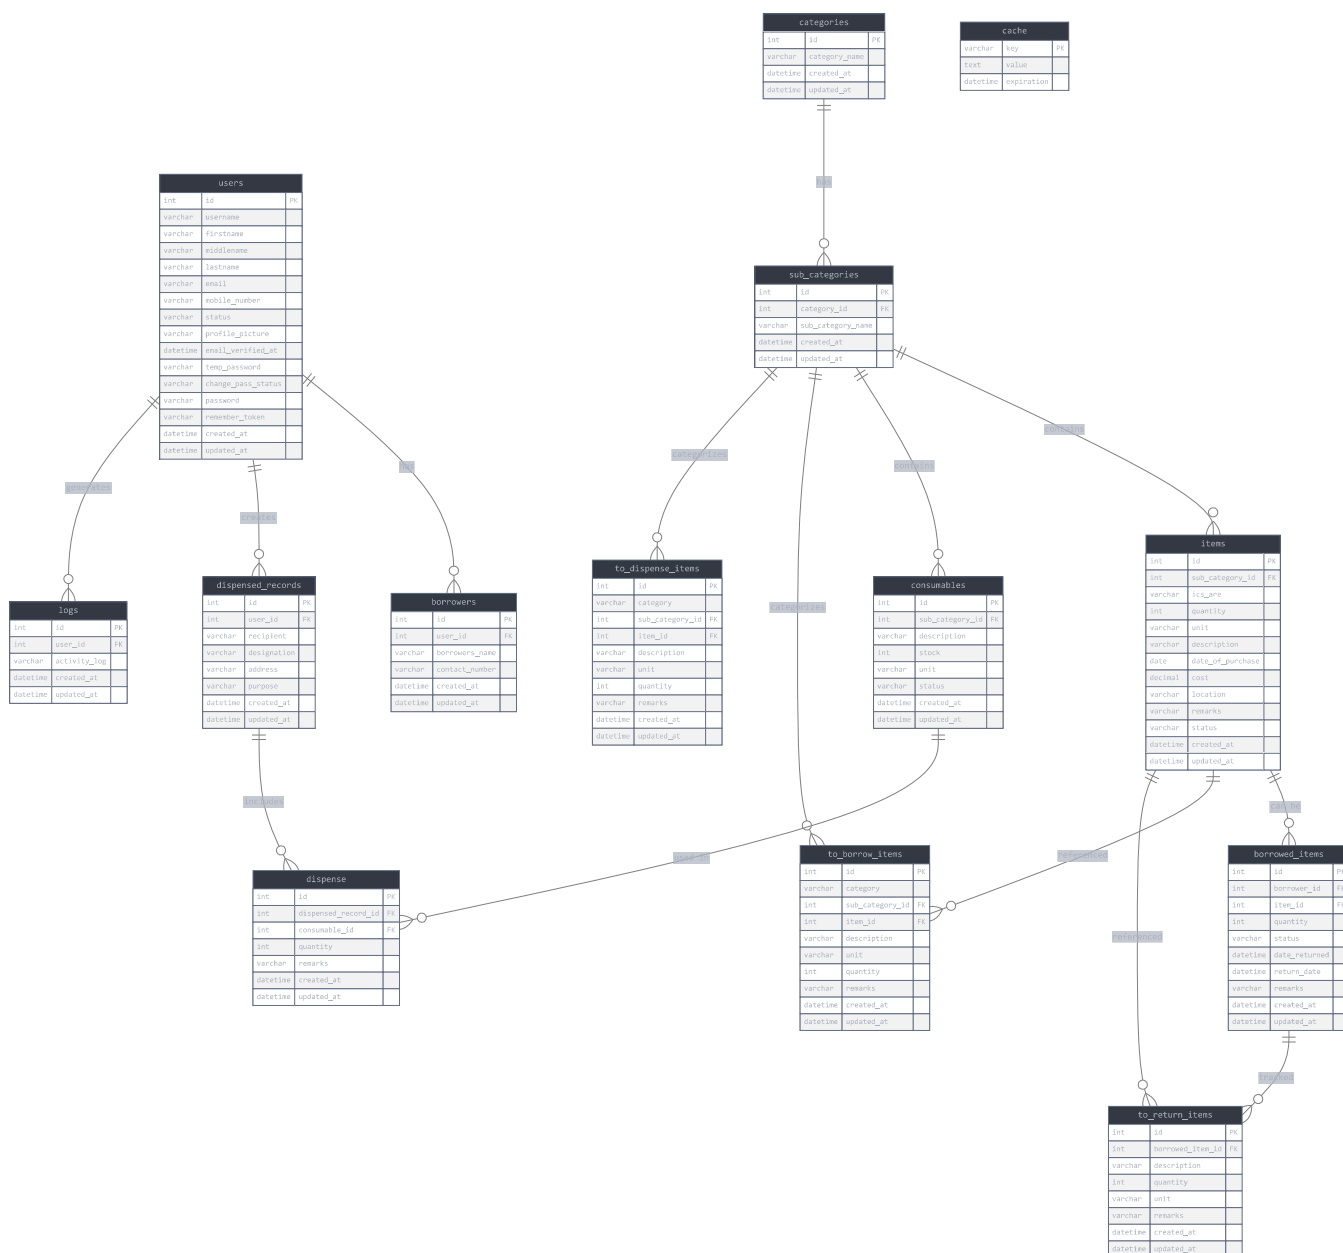 categories
int id PK
varchar category_name
datetime created_at
datetime updated_at
cache
varchar key PK
text value
datetime expiration
has
users
int id PK
varchar username
varchar firstname
varchar middlename
varchar lastname
varchar email
varchar mobile_number
varchar status
varchar profile_picture
datetime email_verified_at
varchar temp_password
varchar change_pass_status
varchar password
varchar remember_token
datetime created_at
datetime updated_at
sub_categories
int id PK
int category_id FK
varchar sub_category_name
datetime created_at
datetime updated_at
generates
creates
has
categorizes
categorizes
contains
contains
logs
int id PK
int user_id FK
varchar activity_log
datetime created_at
datetime updated_at
dispensed_records
int id PK
int user_id FK
varchar recipient
varchar designation
varchar address
varchar purpose
datetime created_at
datetime updated_at
borrowers
int id PK
int user_id FK
varchar borrowers_name
varchar contact_number
datetime created_at
datetime updated_at
to_dispense_items
int id PK
varchar category
int sub_category_id FK
int item_id FK
varchar description
varchar unit
int quantity
varchar remarks
datetime created_at
datetime updated_at
consumables
int id PK
int sub_category_id FK
varchar description
int stock
varchar unit
varchar status
datetime created_at
datetime updated_at
items
int id PK
int sub_category_id FK
varchar ics_are
int quantity
varchar unit
varchar description
date date_of_purchase
decimal cost
varchar location
varchar remarks
varchar status
datetime created_at
datetime updated_at
includes
used in
referenced
can be
referenced
dispense
int id PK
int dispensed_record_id FK
int consumable_id FK
int quantity
varchar remarks
datetime created_at
datetime updated_at
to_borrow_items
int id PK
varchar category
int sub_category_id FK
int item_id FK
varchar description
varchar unit
int quantity
varchar remarks
datetime created_at
datetime updated_at
borrowed_items
int id PK
int borrower_id FK
int item_id FK
int quantity
varchar status
datetime date_returned
datetime return_date
varchar remarks
datetime created_at
datetime updated_at
tracked
to_return_items
int id PK
int borrowed_item_id FK
varchar description
int quantity
varchar unit
varchar remarks
datetime created_at
datetime updated_at